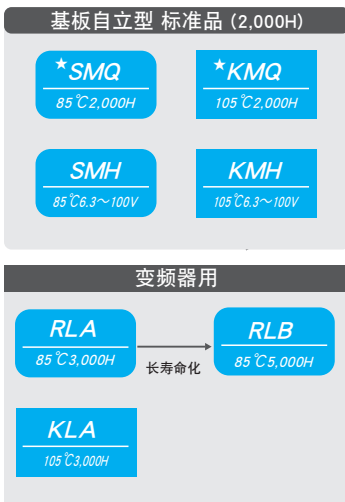 基板自立型 标准品 (2,000H)
★SMQ
85℃2,000H
★KMQ
105℃2,000H
SMH
85℃6.3～100V
KMH
105℃6.3～100V
变频器用
RLA
85℃3,000H
长寿命化
RLB
85℃5,000H
KLA
105℃3,000H